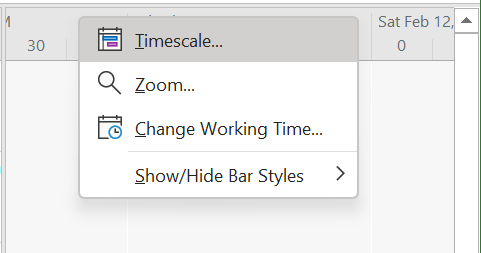 M
Sat Feb 12,
30
0
Timescale...
Zoom...
Change Working Time...
Show/Hide Bar Styles